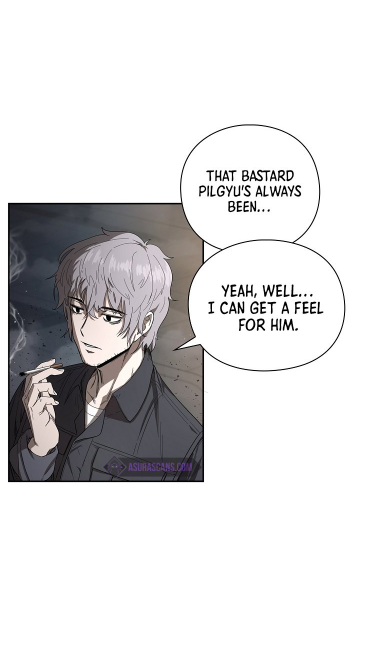 THAT BASTARD
PILGYU'S ALWAYS
BEEN...
YEAH, WELL...
I CAN GET A FEEL
FOR HIM.
ASURASCANS.COM